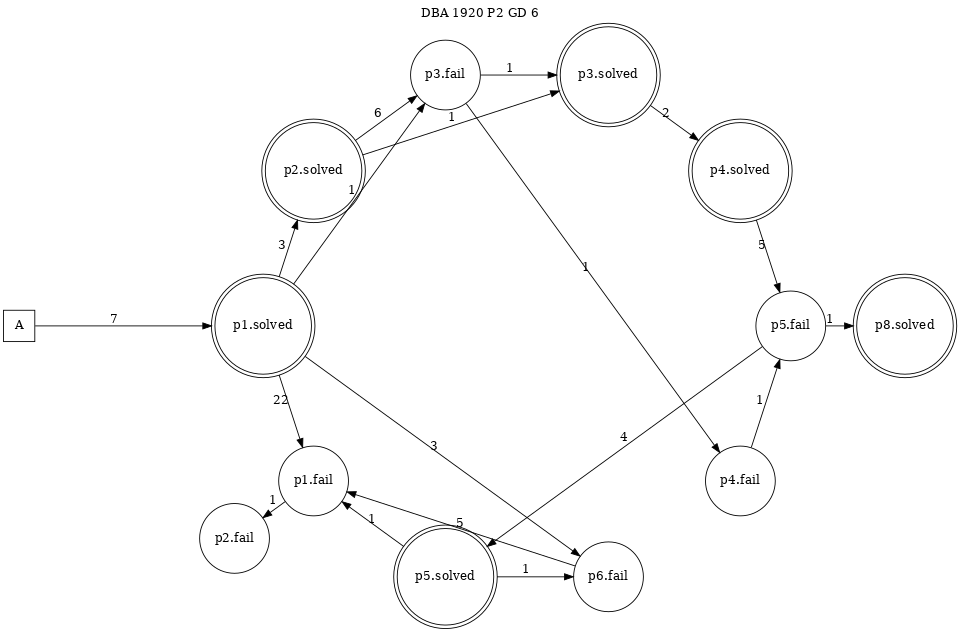 DBA 1920 P2 GD 6
p3.fail
1
p3.solved
6
1
2
p2.solved
p4.solved
1
3
5
1
A
7
p1.solved
p5.fail
1
p8.solved
22
1
4
3
p1.fail
p4.fail
1
p2.fail
1
5
p5.solved
1
p6.fail